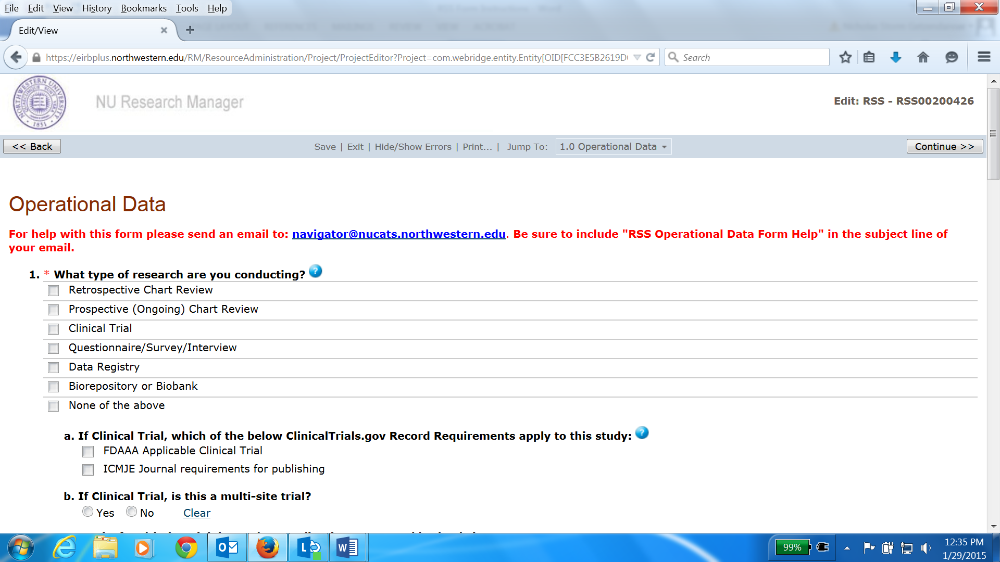 File Edit View History Bookmarks Tools Help
Edit/View
https://eirbplus.northwestern.edu/RM/ResourceAdministration/Project/ProjectEditor?Project=com.webridge.entity.Entity[OID[FCC3E5B2619D
Search
NORTHWESTERN UNIVERSITY
1851
NU Research Manager
Edit: RSS - RSS00200426
<< Back
Save | Exit | Hide/Show Errors | Print... | Jump To: 1.0 Operational Data
Continue >>
Operational Data
For help with this form please send an email to: navigator@nucats.northwestern.edu. Be sure to include "RSS Operational Data Form Help" in the subject line of
your email.
1. * What type of research are you conducting? ?
Retrospective Chart Review
Prospective (Ongoing) Chart Review
Clinical Trial
Questionnaire/Survey/Interview
Data Registry
Biorepository or Biobank
None of the above
a. If Clinical Trial, which of the below ClinicalTrials.gov Record Requirements apply to this study: ?
FDAAA Applicable Clinical Trial
ICMJE Journal requirements for publishing
b. If Clinical Trial, is this a multi-site trial?
Yes No Clear
99%
12:35 PM
1/29/2015